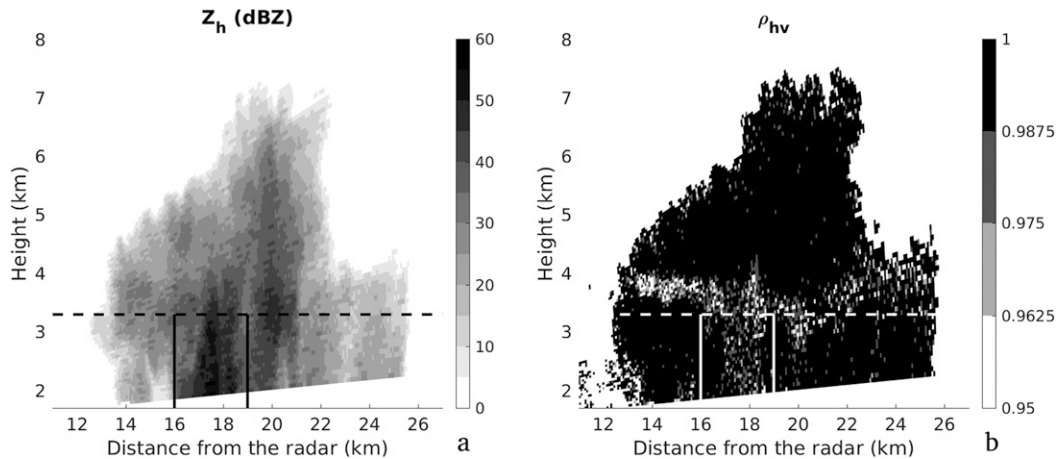 Z_h (dBZ)
8
7
6
5
4
3
2
Height (km)
12 14 16 18 20 22 24 26
Distance from the radar (km)
60
50
40
30
20
10
0
a
ρ_hv
8
7
6
5
4
3
2
Height (km)
12 14 16 18 20 22 24 26
Distance from the radar (km)
1
0.9875
0.975
0.9625
0.95
b